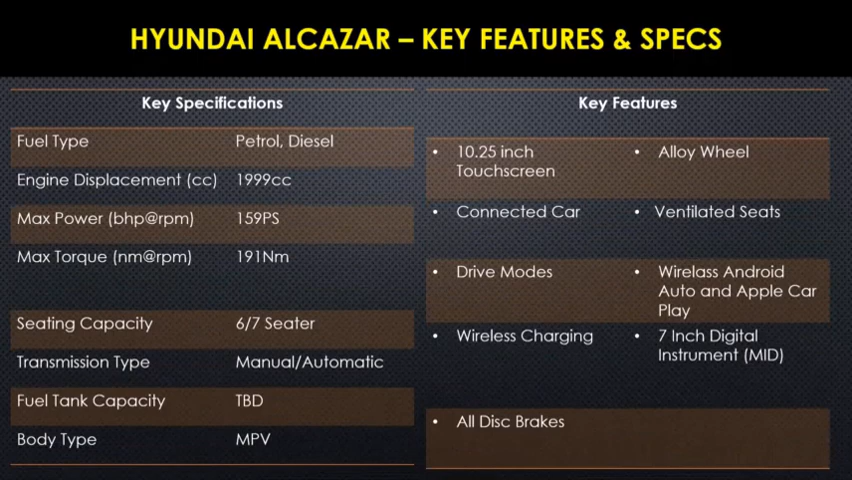 HYUNDAI ALCAZAR – KEY FEATURES & SPECS
Key Specifications
Fuel Type Petrol, Diesel
Engine Displacement (cc) 1999cc
Max Power (bhp@rpm) 159PS
Max Torque (nm@rpm) 191Nm
Seating Capacity 6/7 Seater
Transmission Type Manual/Automatic
Fuel Tank Capacity TBD
Body Type MPV
Key Features
• 10.25 inch
Touchscreen
• Alloy Wheel
• Connected Car
• Ventilated Seats
• Drive Modes
• Wirelass Android
Auto and Apple Car
Play
• Wireless Charging
• 7 Inch Digital
Instrument (MID)
• All Disc Brakes